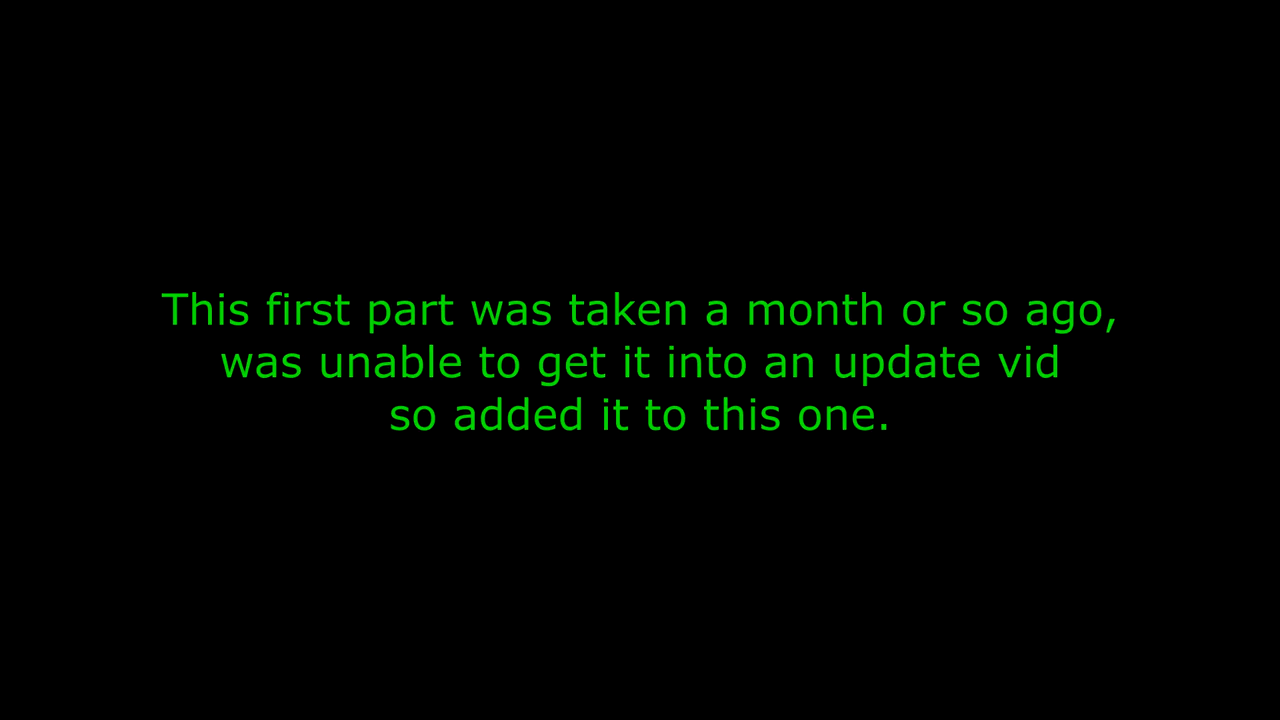 This first part was taken a month or so ago,
was unable to get it into an update vid
so added it to this one.